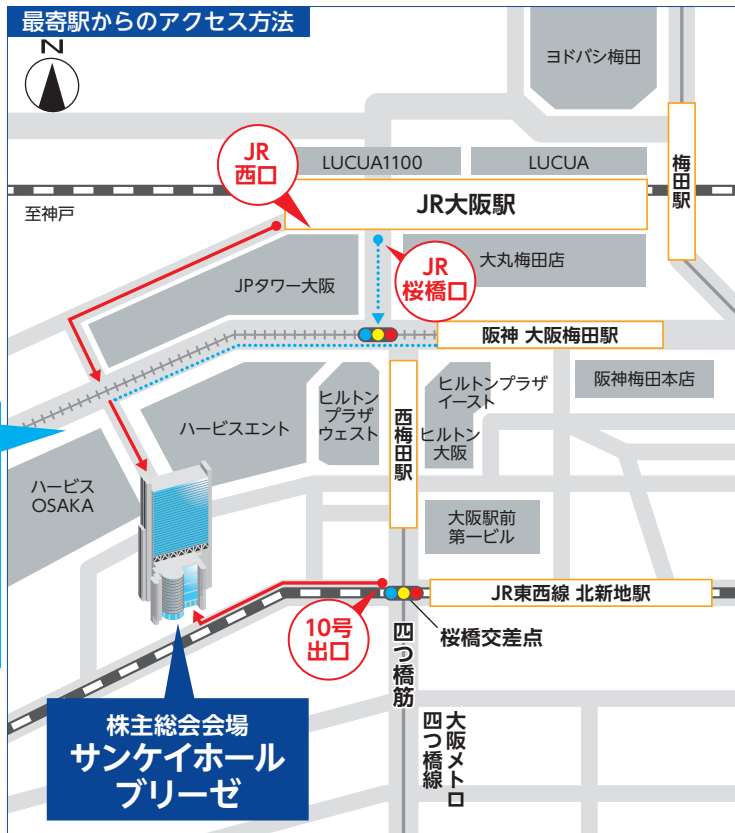 最寄駅からのアクセス方法
N
ヨドバシ梅田
JR
西口
LUCUA1100
LUCUA
梅田駅
至神戸
JR大阪駅
JPタワー大阪
JR
桜橋口
大丸梅田店
阪神 大阪梅田駅
阪神梅田本店
ハービスエント
ヒルトン
プラザ
ウェスト
西梅田駅
ヒルトンプラザ
イースト
ヒルトン
大阪
ハービス
OSAKA
大阪駅前
第一ビル
JR東西線 北新地駅
10号
出口
桜橋交差点
四つ橋筋
大阪メトロ
四つ橋線
株主総会会場
サンケイホール
ブリーゼ